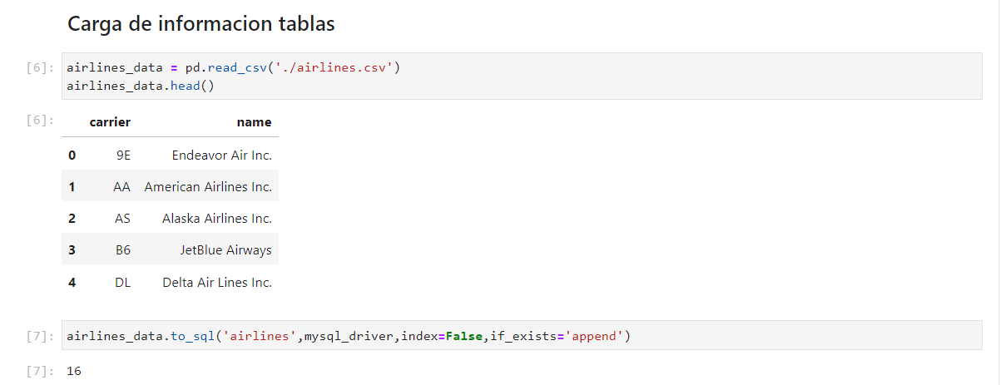 Carga de informacion tablas
[6]: airlines_data = pd.read_csv('./airlines.csv')
airlines_data.head()
[6]: carrier name
0 9E Endeavor Air Inc.
1 AA American Airlines Inc.
2 AS Alaska Airlines Inc.
3 B6 JetBlue Airways
4 DL Delta Air Lines Inc.
[7]: airlines_data.to_sql('airlines',mysql_driver,index=False,if_exists='append')
[7]: 16